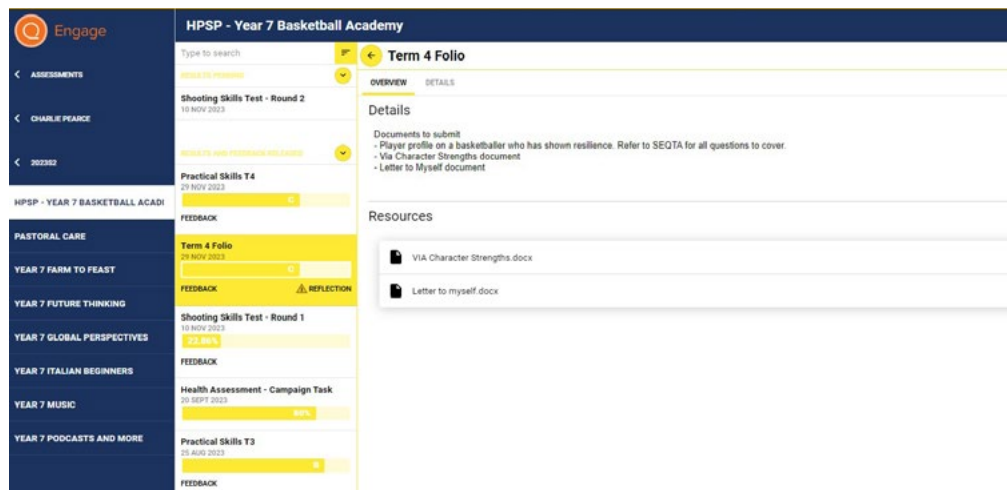 Engage
ASSESSMENTS
CHARLIE PEARCE
2023S2
HPSP - YEAR 7 BASKETBALL ACADI
PASTORAL CARE
YEAR 7 FARM TO FEAST
YEAR 7 FUTURE THINKING
YEAR 7 GLOBAL PERSPECTIVES
YEAR 7 ITALIAN BEGINNERS
YEAR 7 MUSIC
YEAR 7 PODCASTS AND MORE
HPSP - Year 7 Basketball Academy
Type to search
RESULTS PENDING
Shooting Skills Test - Round 2
10 NOV 2023
RESULTS AND FEEDBACK RELEASED
Practical Skills T4
29 NOV 2023
C
FEEDBACK
Term 4 Folio
29 NOV 2023
C
FEEDBACK
REFLECTION
Shooting Skills Test - Round 1
10 NOV 2023
22.86%
FEEDBACK
Health Assessment - Campaign Task
20 SEPT 2023
80%
Practical Skills T3
25 AUG 2023
B
FEEDBACK
Term 4 Folio
OVERVIEW DETAILS
Details
Documents to submit
- Player profile on a basketballer who has shown resilience. Refer to SEQTA for all questions to cover.
- Via Character Strengths document
- Letter to Myself document
Resources
VIA Character Strengths.docx
Letter to myself.docx